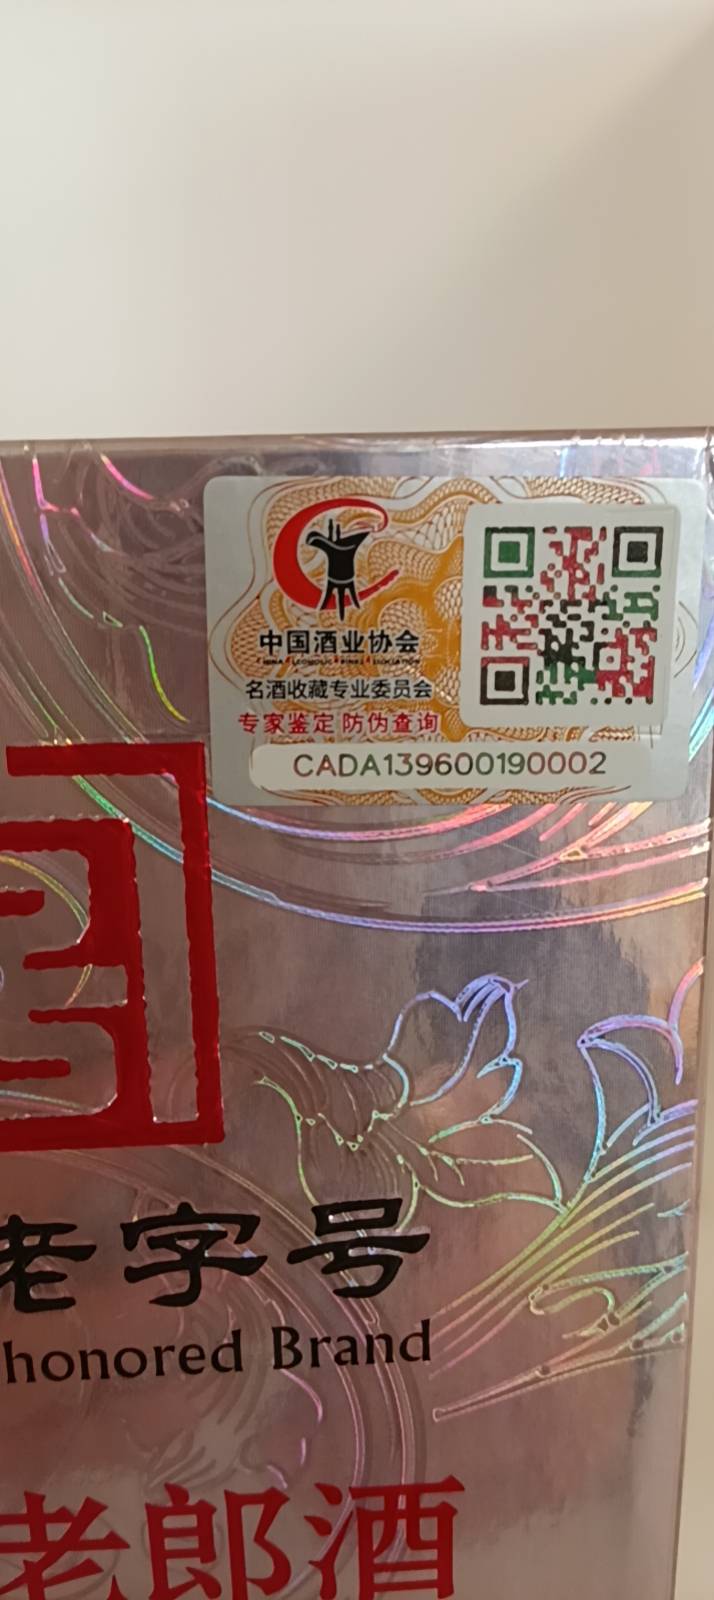 中国酒业协会
名酒收藏专业委员会
专家鉴定 防伪查询
CADA139600190002
老字号
honored Brand
老郎酒